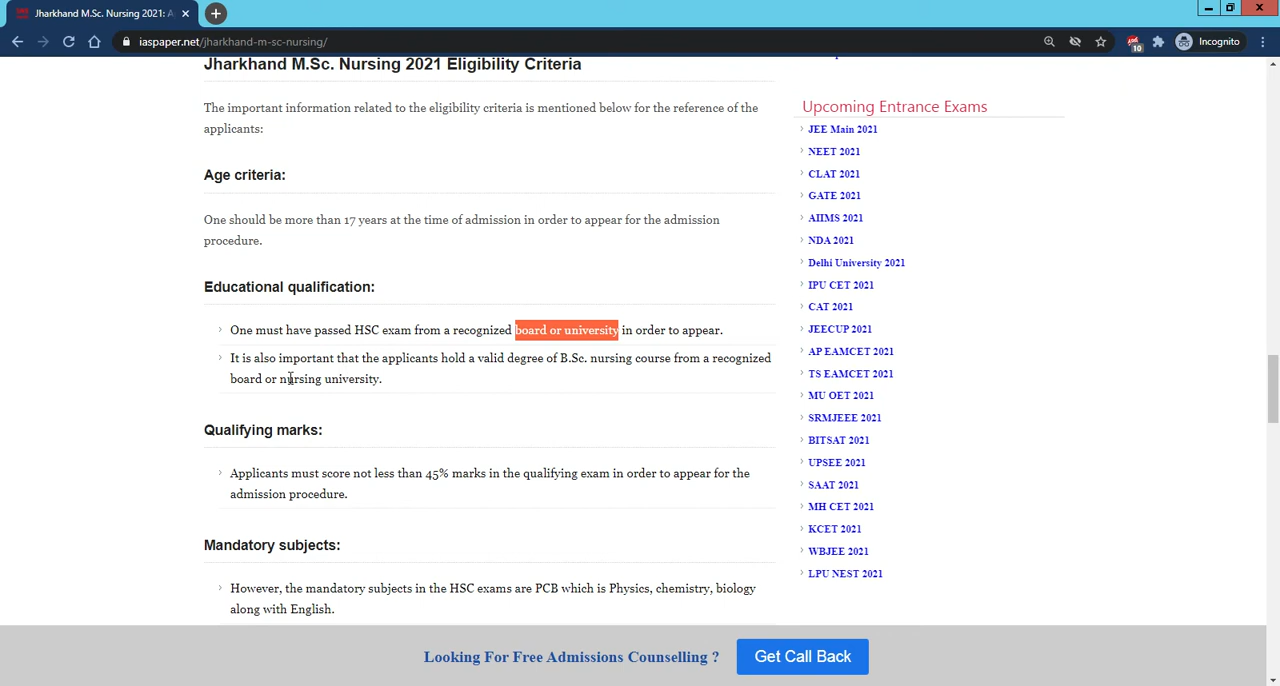 Jharkhand M.Sc. Nursing 2021: A
iaspaper.net/jharkhand-m-sc-nursing/
10
Incognito
Jharkhand M.Sc. Nursing 2021 Eligibility Criteria
The important information related to the eligibility criteria is mentioned below for the reference of the
applicants:
Age criteria:
One should be more than 17 years at the time of admission in order to appear for the admission
procedure.
Educational qualification:
One must have passed HSC exam from a recognized board or university in order to appear.
It is also important that the applicants hold a valid degree of B.Sc. nursing course from a recognized
board or nursing university.
Qualifying marks:
Applicants must score not less than 45% marks in the qualifying exam in order to appear for the
admission procedure.
Mandatory subjects:
However, the mandatory subjects in the HSC exams are PCB which is Physics, chemistry, biology
along with English.
Upcoming Entrance Exams
JEE Main 2021
NEET 2021
CLAT 2021
GATE 2021
AIIMS 2021
NDA 2021
Delhi University 2021
IPU CET 2021
CAT 2021
JEECUP 2021
AP EAMCET 2021
TS EAMCET 2021
MU OET 2021
SRMJEEE 2021
BITSAT 2021
UPSEE 2021
SAAT 2021
MH CET 2021
KCET 2021
WBJEE 2021
LPU NEST 2021
Looking For Free Admissions Counselling ?
Get Call Back